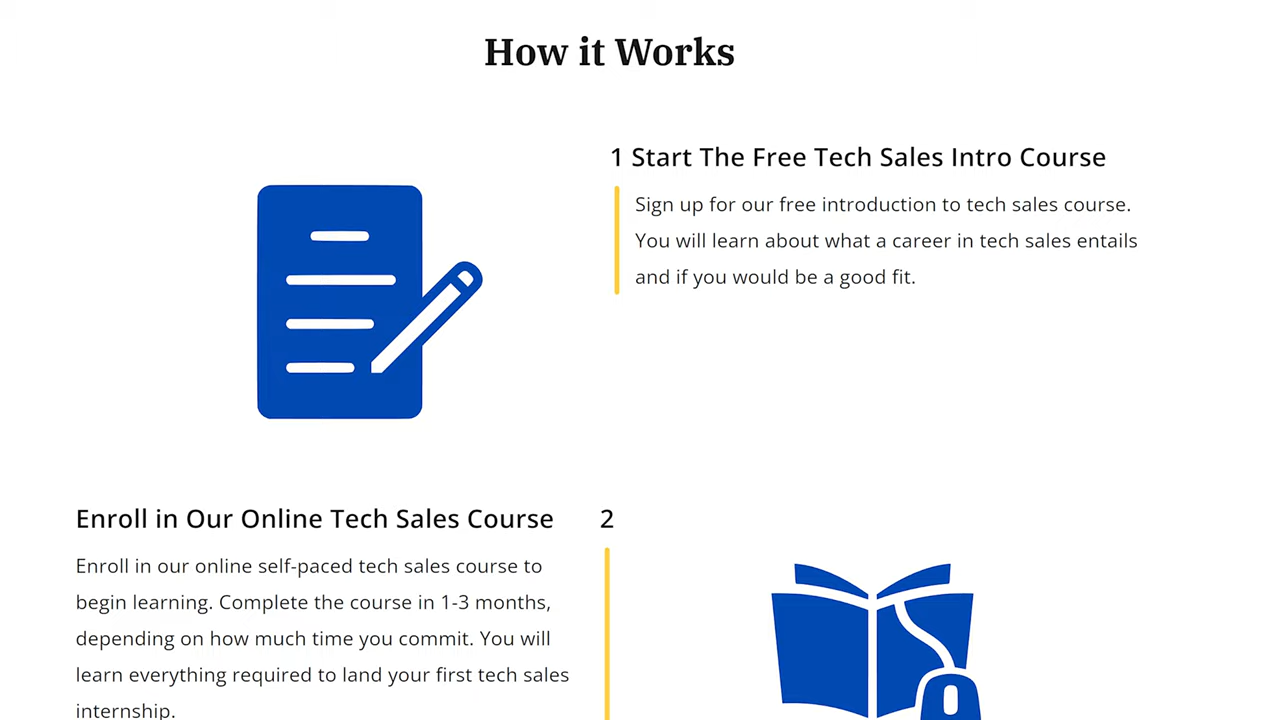 How it Works
1 Start The Free Tech Sales Intro Course
Sign up for our free introduction to tech sales course.
You will learn about what a career in tech sales entails
and if you would be a good fit.
Enroll in Our Online Tech Sales Course 2
Enroll in our online self-paced tech sales course to
begin learning. Complete the course in 1-3 months,
depending on how much time you commit. You will
learn everything required to land your first tech sales
internship.